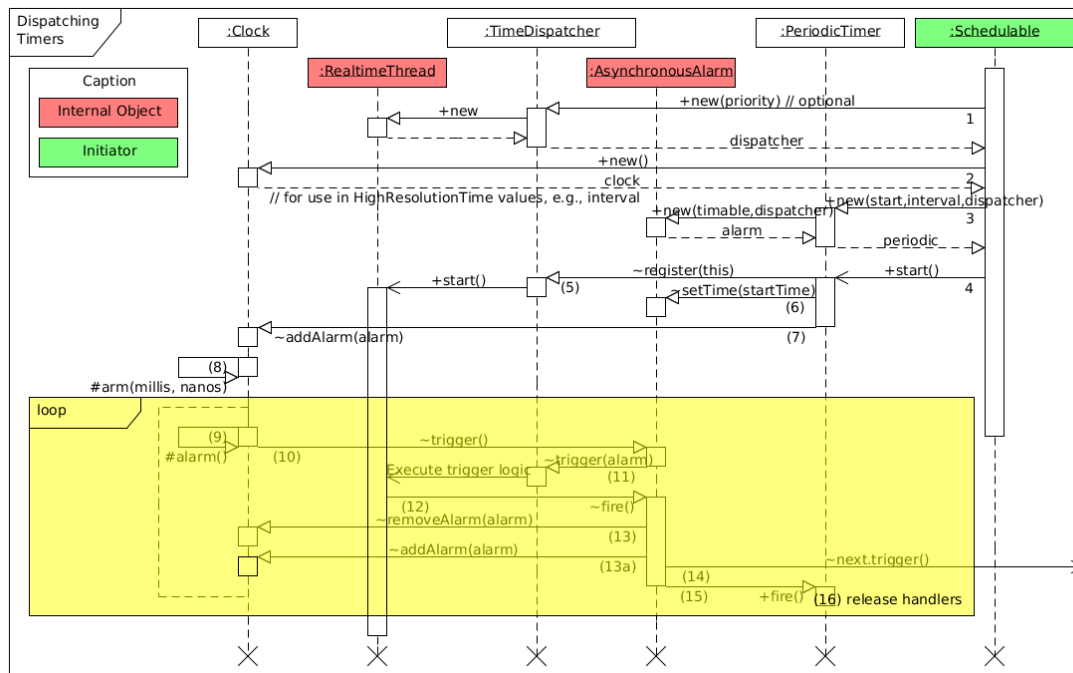 Dispatching
Timers
:Clock
:TimeDispatcher
:PeriodicTimer
:Schedulable
:RealtimeThread
:AsynchronousAlarm
Caption
Internal Object
Initiator
+new(priority) // optional
1
+new
dispatcher
+new()
2
clock
// for use in HighResolutionTime values, e.g., interval
+new(start,interval,dispatcher)
3
+new(timable,dispatcher)
alarm
periodic
~register(this)
+start()
4
+start()
(5)
~setTime(startTime)
(6)
~addAlarm(alarm)
(7)
(8)
#arm(millis, nanos)
loop
(9)
~trigger()
#alarm()
(10)
~trigger(alarm)
Execute trigger logic
(11)
(12)
~fire()
~removeAlarm(alarm)
(13)
~addAlarm(alarm)
(13a)
~next.trigger()
(14)
(15)
+fire()
(16) release handlers